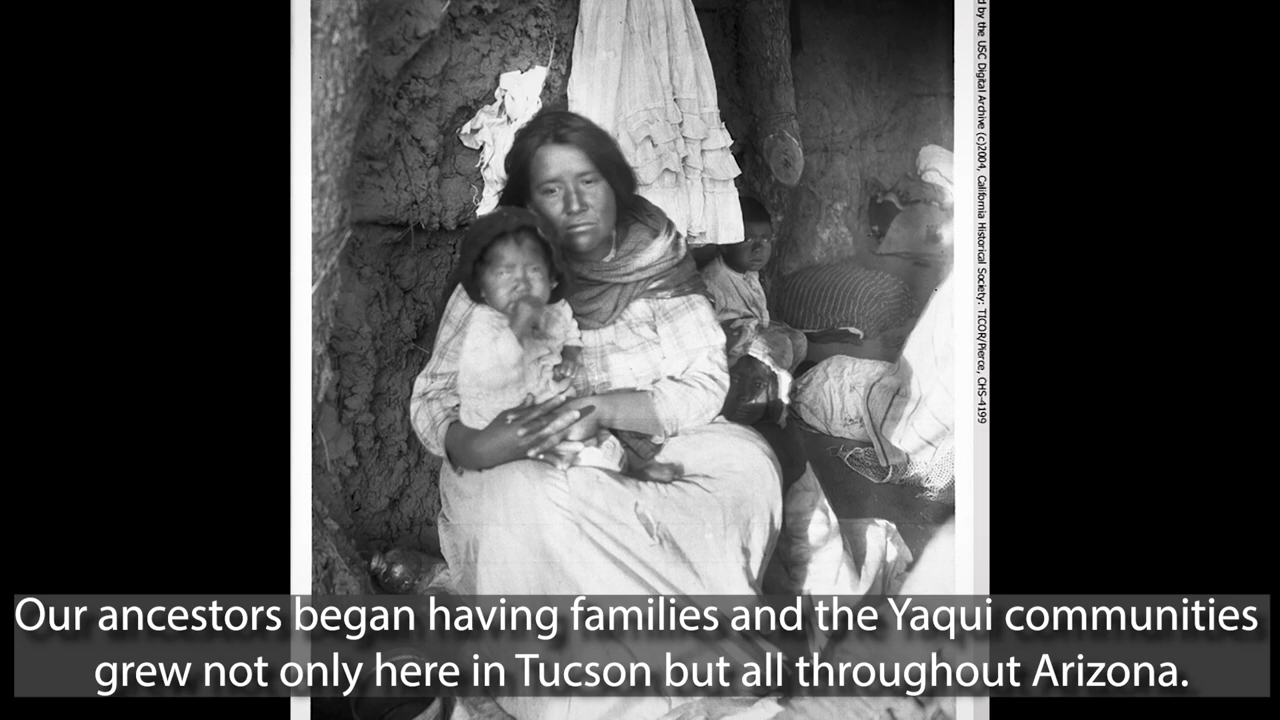 d by the USC Digital Archive (c)2004, California Historical Society: TICOR/Pierce, CHS-4199
Our ancestors began having families and the Yaqui communities
grew not only here in Tucson but all throughout Arizona.